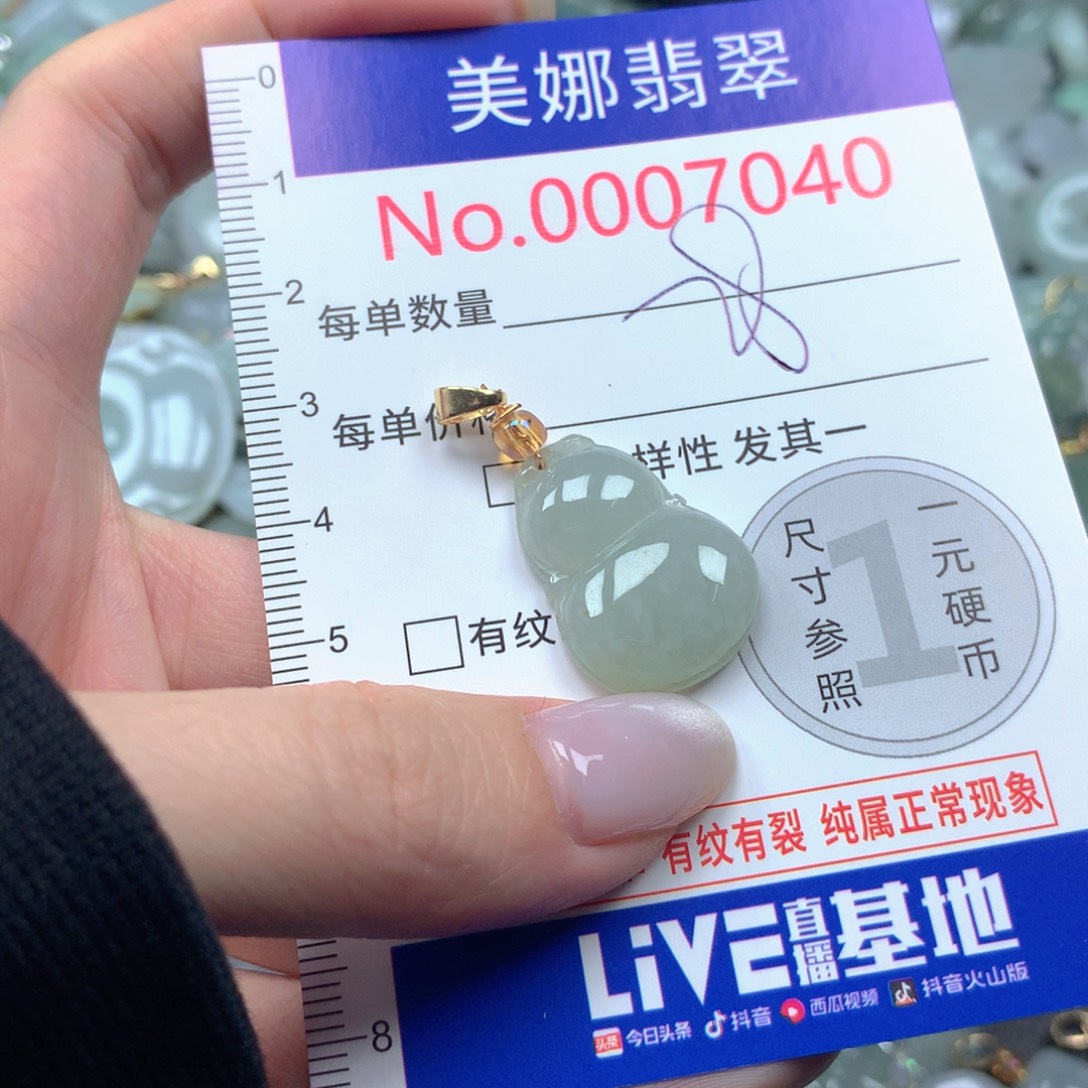 美娜翡翠
No.0007040
0
1
2
3
4
5
8
每单数量
每单价格
样性 发其一
有纹
尺寸参照
1
一元硬币
有纹有裂 纯属正常现象
LiVE直播基地
头条 今日头条 抖音 西瓜视频 抖音火山版